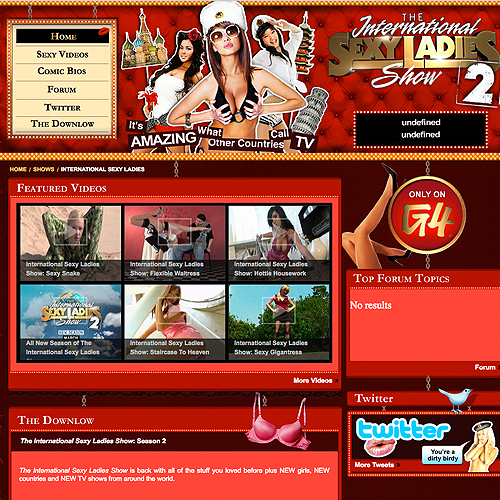 Home
Sexy Videos
Comic Bios
Forum
Twitter
The Downlow
It's
AMAZING
What
Other Countries
Call
TV
THE
International
SEXY LADIES
Show
2
undefined
undefined
HOME / SHOWS / INTERNATIONAL SEXY LADIES
Featured Videos
International Sexy Ladies
Show: Sexy Snake
International Sexy Ladies
Show: Flexible Waitress
International Sexy Ladies
Show: Hottie Housework
International
SEXY LADIES
Show 2
NEW SEASON
MARCH
All New Season of The
International Sexy Ladies
International Sexy Ladies
Show: Staircase To Heaven
International Sexy Ladies
Show: Sexy Gigantress
More Videos »
ONLY ON
G4
Top Forum Topics
No results
Forum »
Twitter
twitter
You're a
dirty birdy
More Tweets »
The Downlow
The International Sexy Ladies Show: Season 2
The International Sexy Ladies Show is back with all of the stuff you loved before plus NEW girls, NEW
countries and NEW TV shows from around the world.